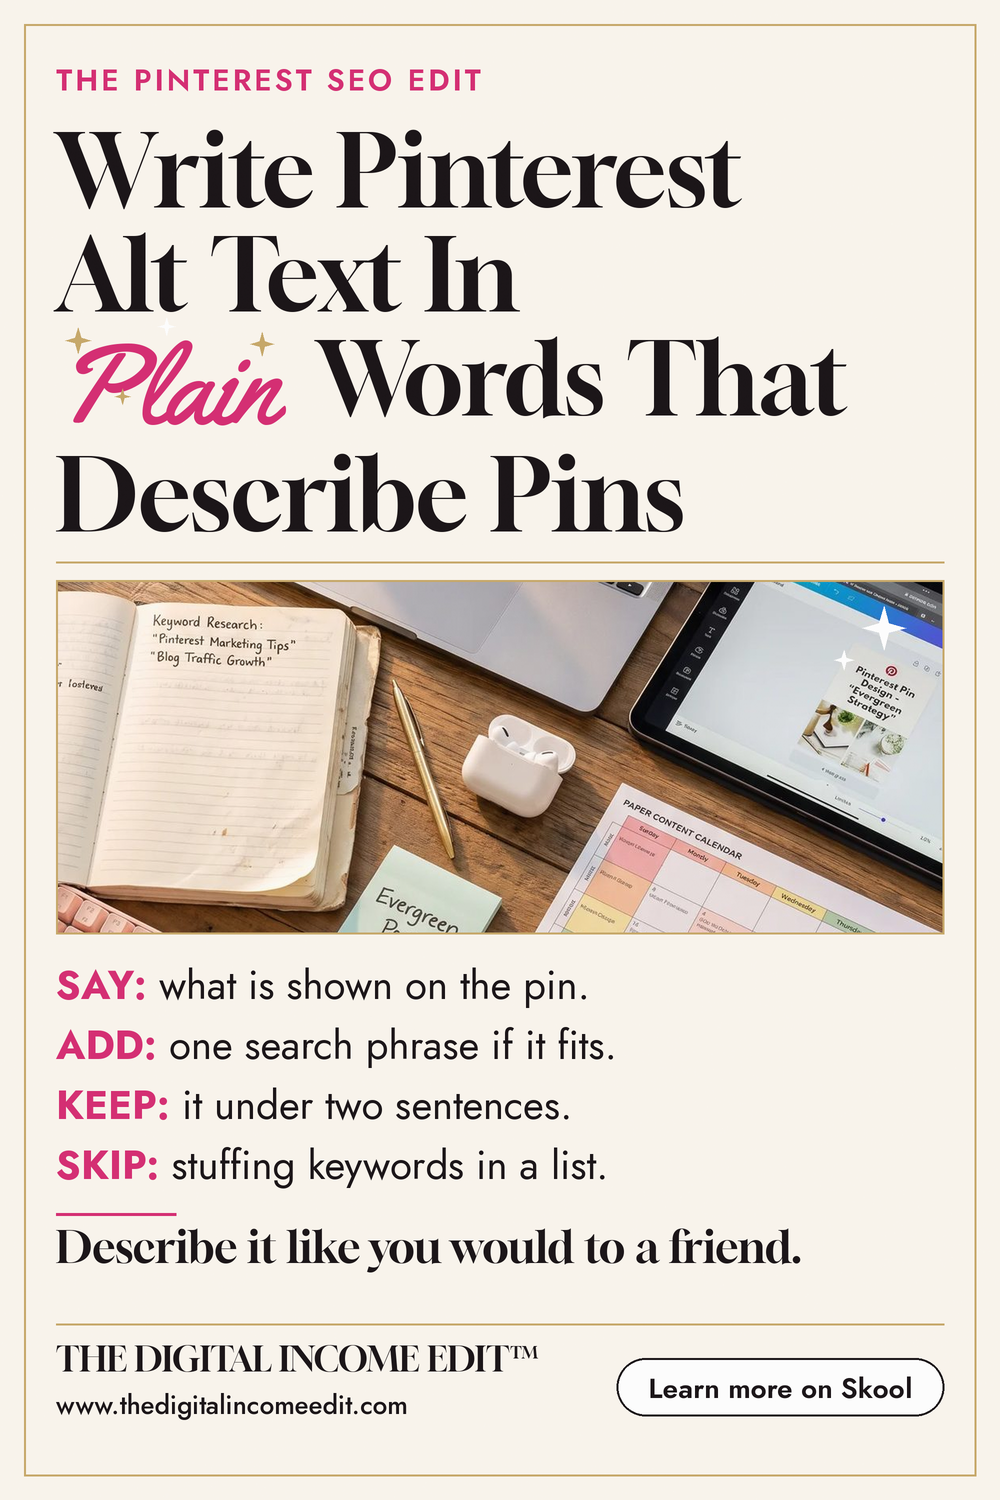 THE PINTEREST SEO EDIT
Write Pinterest
Alt Text In
Plain Words That
Describe Pins
Keyword Research:
"Pinterest Marketing Tips"
"Blog Traffic Growth"
Pinterest Pin
Design -
"Evergreen
Strategy"
PAPER CONTENT CALENDAR
Sunday
Mondy
Tuesday
Wednesday
Evergreen
SAY: what is shown on the pin.
ADD: one search phrase if it fits.
KEEP: it under two sentences.
SKIP: stuffing keywords in a list.
Describe it like you would to a friend.
THE DIGITAL INCOME EDIT™
www.thedigitalincomeedit.com
Learn more on Skool